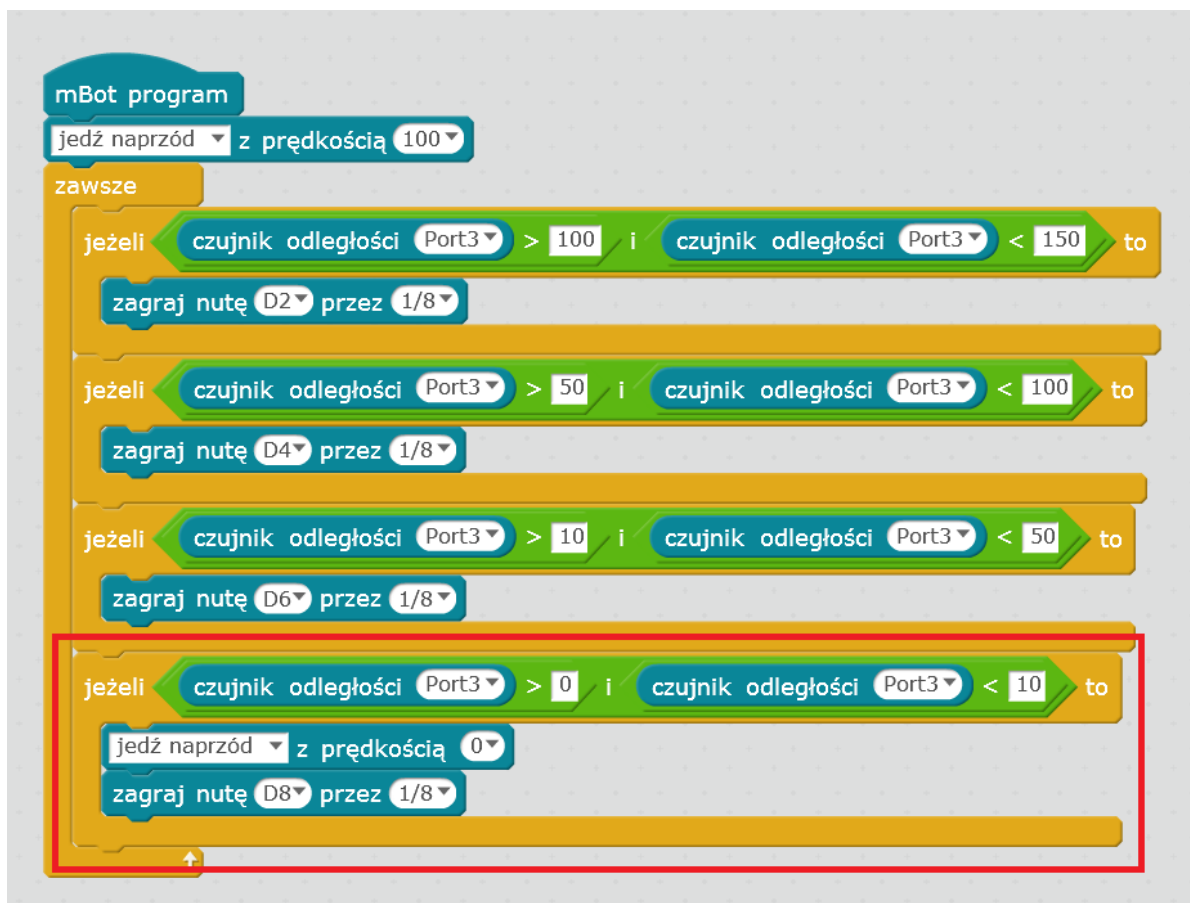 mBot program
jedź naprzód z prędkością 100
zawsze
jeżeli czujnik odległości Port3 > 100 i czujnik odległości Port3 < 150 to
zagraj nutę D2 przez 1/8
jeżeli czujnik odległości Port3 > 50 i czujnik odległości Port3 < 100 to
zagraj nutę D4 przez 1/8
jeżeli czujnik odległości Port3 > 10 i czujnik odległości Port3 < 50 to
zagraj nutę D6 przez 1/8
jeżeli czujnik odległości Port3 > 0 i czujnik odległości Port3 < 10 to
jedź naprzód z prędkością 0
zagraj nutę D8 przez 1/8